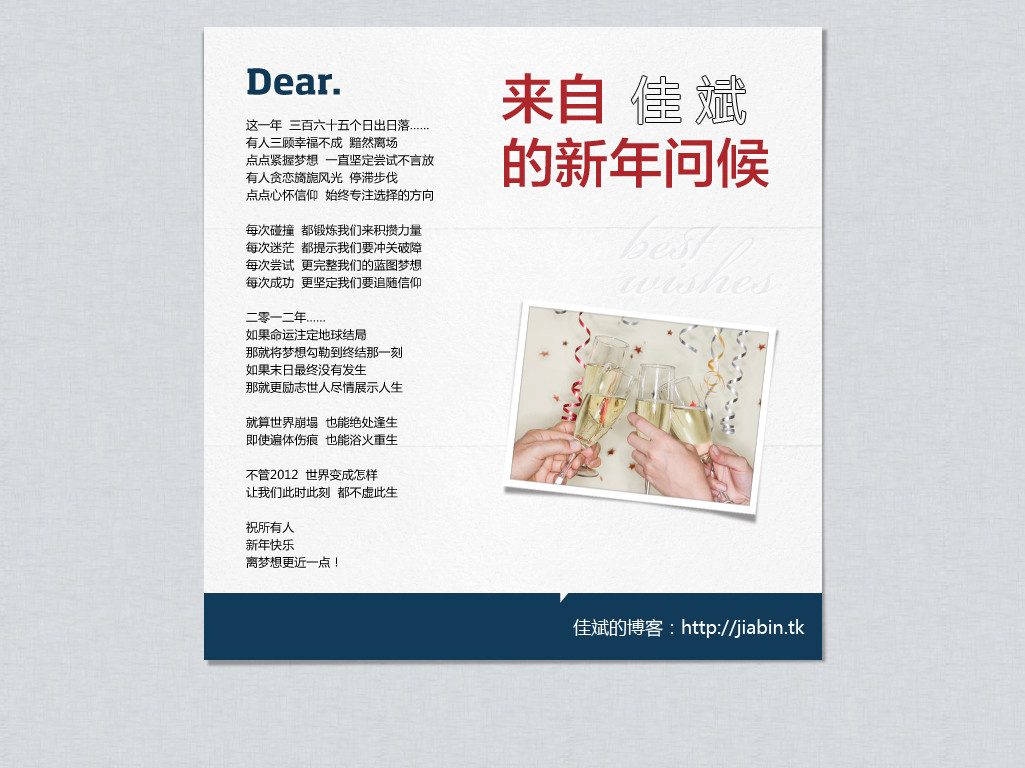 Dear.
这一年 三百六十五个日出日落......
有人三顾幸福不成 黯然离场
点点紧握梦想 一直坚定尝试不言放
有人贪恋旖旎风光 停滞步伐
点点心怀信仰 始终专注选择的方向
每次碰撞 都锻炼我们来积攒力量
每次迷茫 都提示我们要冲关破障
每次尝试 更完整我们的蓝图梦想
每次成功 更坚定我们要追随信仰
二零一二年......
如果命运注定地球结局
那就将梦想勾勒到终结那一刻
如果末日最终没有发生
那就更励志世人尽情展示人生
就算世界崩塌 也能绝处逢生
即使遍体伤痕 也能浴火重生
不管2012 世界变成怎样
让我们此时此刻 都不虚此生
祝所有人
新年快乐
离梦想更近一点！
来自 佳斌
的新年问候
best
wishes
佳斌的博客：http://jiabin.tk